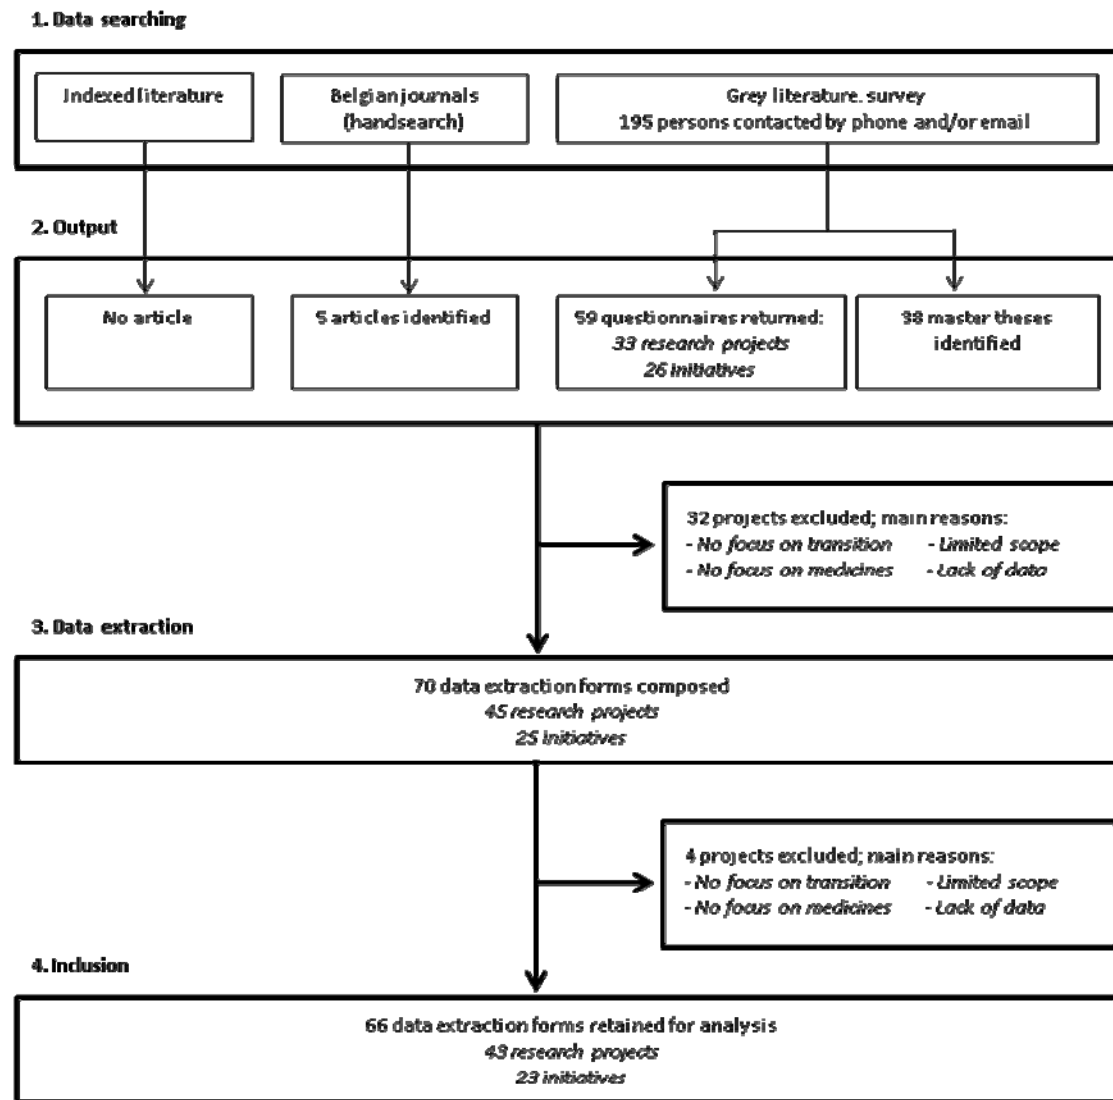 1. Data searching
Indexed literature
Belgian journals
(handsearch)
Grey literature. survey
195 persons contacted by phone and/or email
2. Output
No article
5 articles identified
59 questionnaires returned:
33 research projects
26 initiatives
38 master theses
identified
32 projects excluded; main reasons:
- No focus on transition - Limited scope
- No focus on medicines - Lack of data
3. Data extraction
70 data extraction forms composed
45 research projects
25 initiatives
4 projects excluded; main reasons:
- No focus on transition - Limited scope
- No focus on medicines - Lack of data
4. Inclusion
66 data extraction forms retained for analysis
43 research projects
23 initiatives